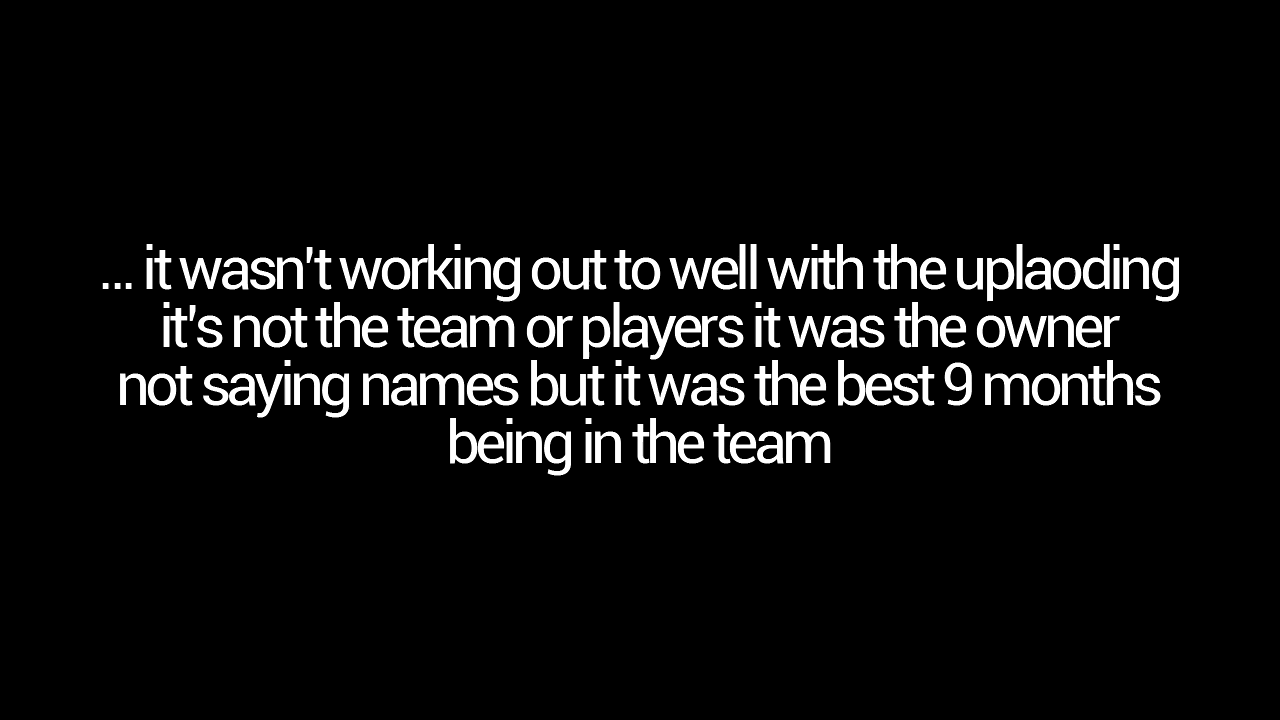 ... it wasn't working out to well with the uplaoding
it's not the team or players it was the owner
not saying names but it was the best 9 months
being in the team